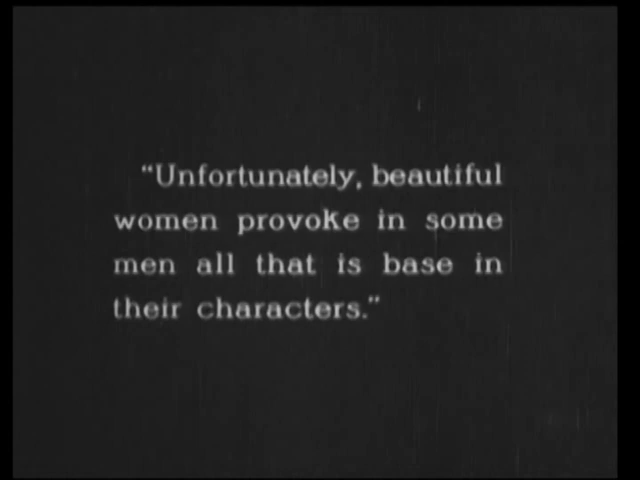 "Unfortunately, beautiful
women provoke in some
men all that is base in
their characters."